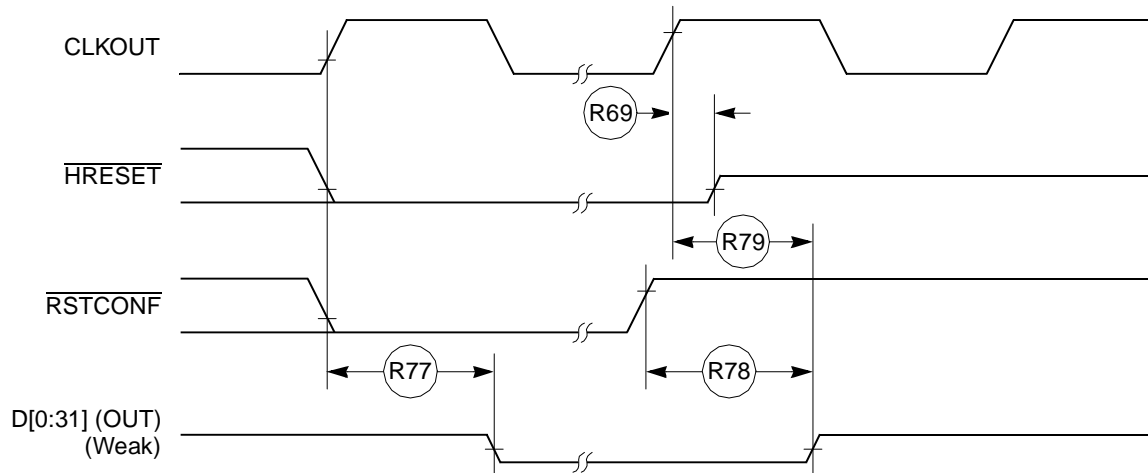 CLKOUT
R69
HRESET
R79
RSTCONF
R77
R78
D[0:31] (OUT)
(Weak)